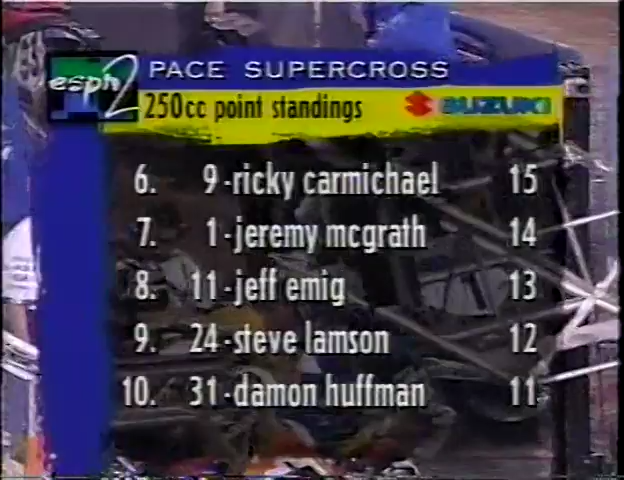 espn2 PACE SUPERCROSS
250cc point standings SUZUKI
6. 9-ricky carmichael 15
7. 1-jeremy mcgrath 14
8. 11-jeff emig 13
9. 24-steve lamson 12
10. 31-damon huffman 11